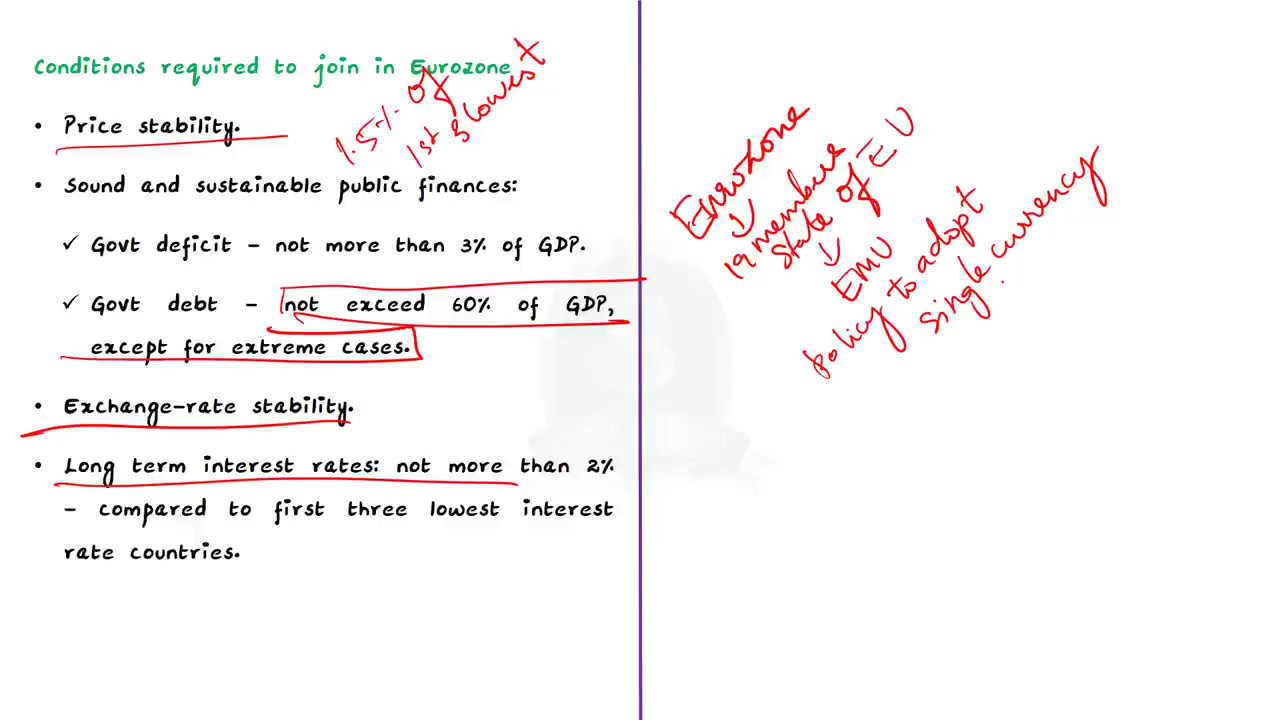 Conditions required to join in Eurozone
1.5% of
1st 3 lowest
• Price stability.
• Sound and sustainable public finances:
✓ Govt deficit – not more than 3% of GDP.
✓ Govt debt – not exceed 60% of GDP,
except for extreme cases.
• Exchange-rate stability.
• Long term interest rates: not more than 2%
– compared to first three lowest interest
rate countries.
Eurozone
19 members
State of EU
EMU
policy to adopt
single currency